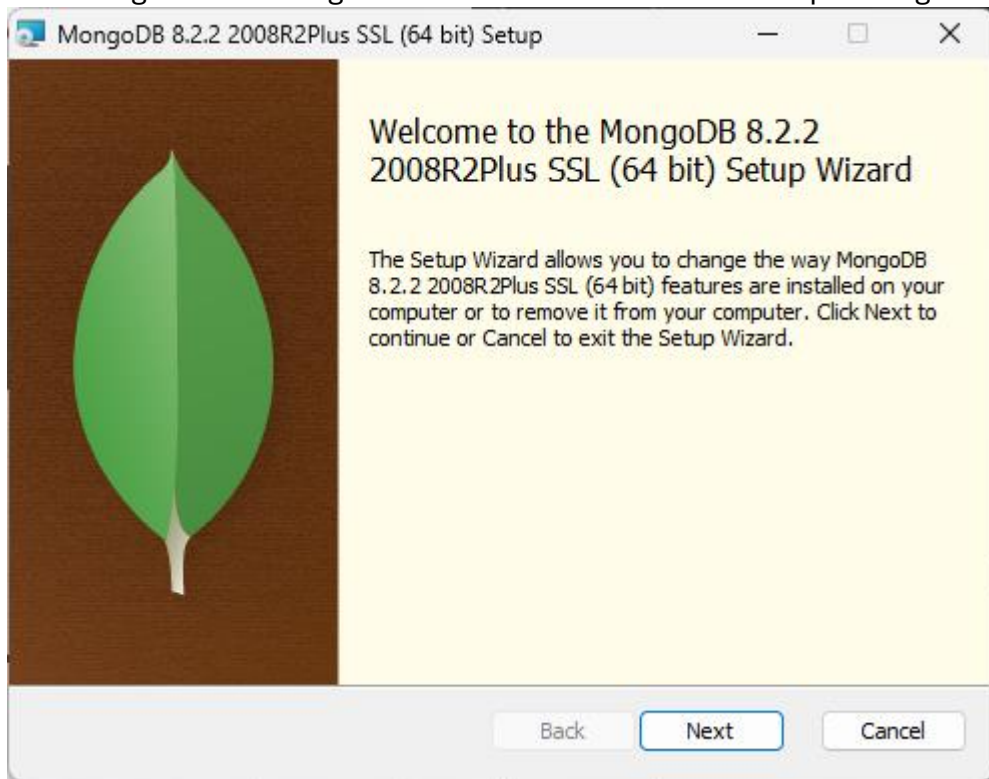 MongoDB 8.2.2 2008R2Plus SSL (64 bit) Setup
Welcome to the MongoDB 8.2.2
2008R2Plus SSL (64 bit) Setup Wizard
The Setup Wizard allows you to change the way MongoDB
8.2.2 2008R2Plus SSL (64 bit) features are installed on your
computer or to remove it from your computer. Click Next to
continue or Cancel to exit the Setup Wizard.
Back Next Cancel